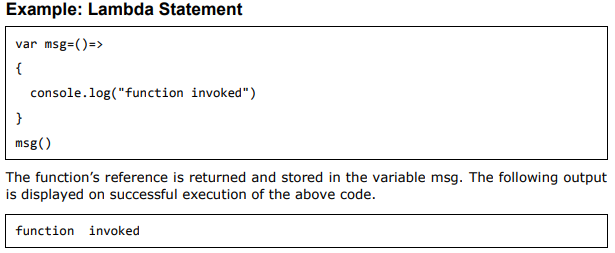 Example: Lambda Statement
var msg=()=>
{
console.log("function invoked")
}
msg()
The function’s reference is returned and stored in the variable msg. The following output
is displayed on successful execution of the above code.
function  invoked